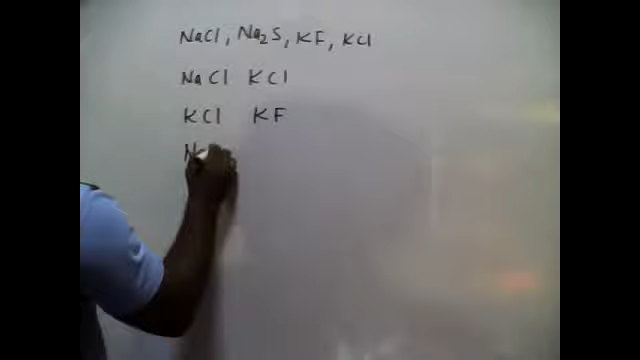 NaCl, Na₂S, KF, KCl
NaCl KCl
KCl KF